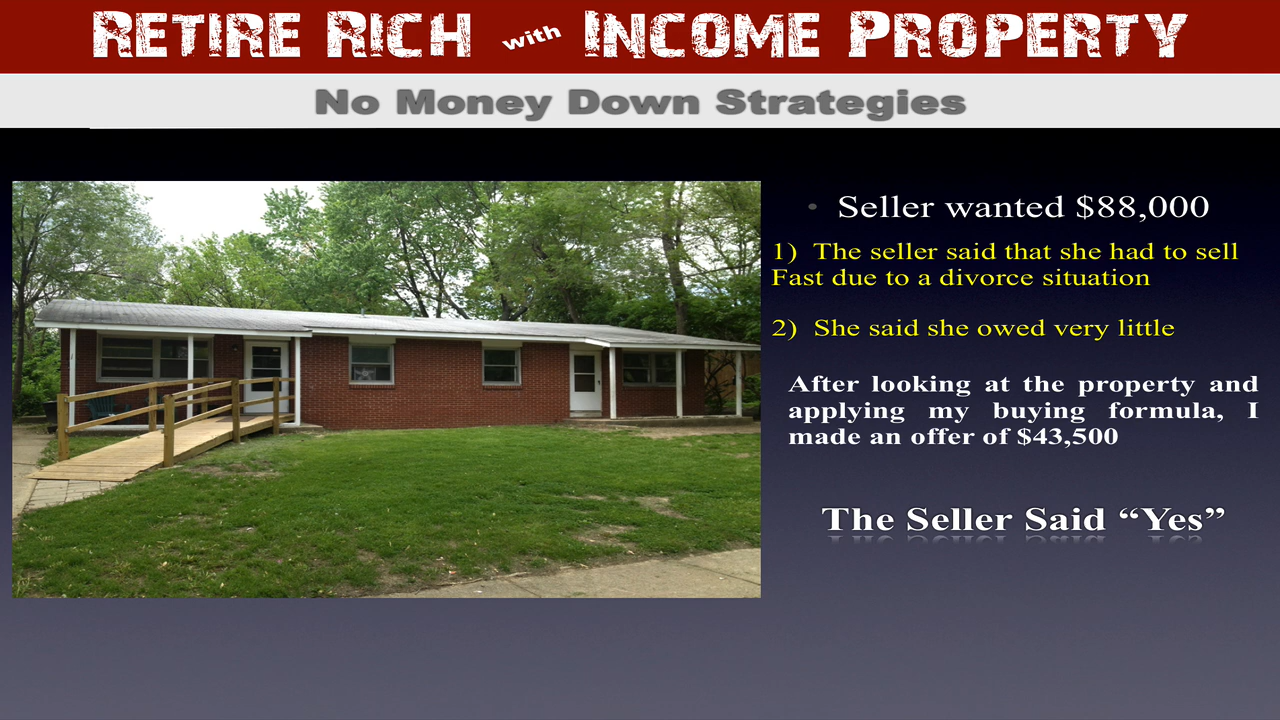 Retire Rich with Income Property
No Money Down Strategies
• Seller wanted $88,000
1) The seller said that she had to sell
Fast due to a divorce situation
2) She said she owed very little
After looking at the property and
applying my buying formula, I
made an offer of $43,500
The Seller Said “Yes”